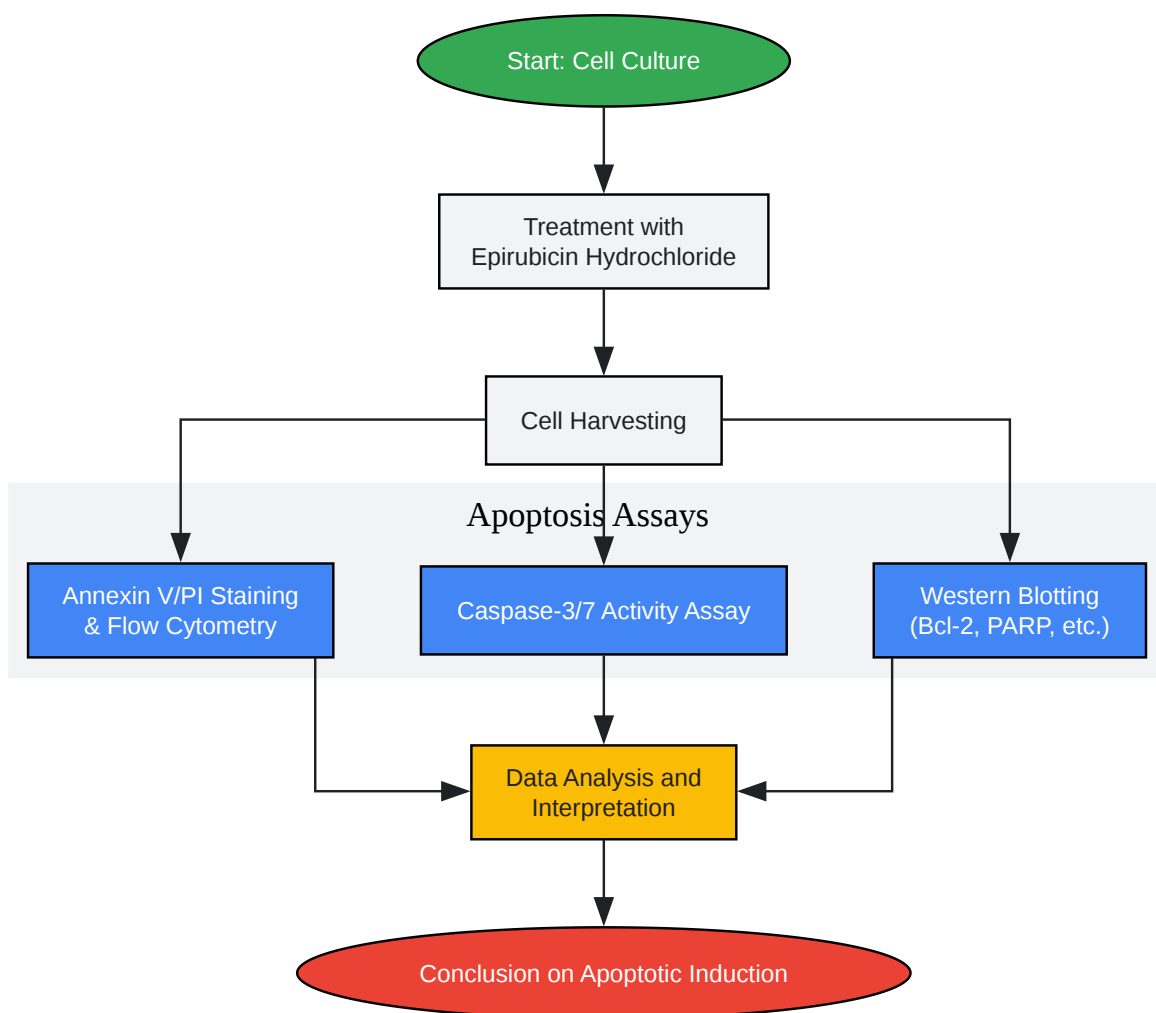 Start: Cell Culture
Treatment with
Epirubicin Hydrochloride
Cell Harvesting
Apoptosis Assays
Annexin V/PI Staining
& Flow Cytometry
Caspase-3/7 Activity Assay
Western Blotting
(Bcl-2, PARP, etc.)
Data Analysis and
Interpretation
Conclusion on Apoptotic Induction